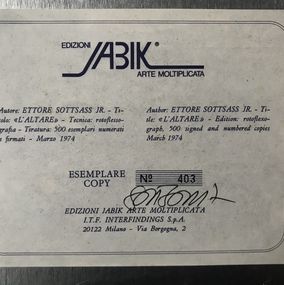 EDIZIONI
JABIK®
ARTE MOLTIPLICATA
Autore: ETTORE SOTTSASS JR. - Ti-
tolo: «L'ALTARE» - Tecnica: rotoflesso-
grafia - Tiratura: 500 esemplari numerati
e firmati - Marzo 1974
Author: ETTORE SOTTSASS JR. - Tit-
le: «L'ALTARE» - Edition: rotoflexo-
graph, 500 signed and numbered copies
March 1974
ESEMPLARE
COPY
Nº 403
EDIZIONI JABIK ARTE MOLTIPLICATA
I.T.F. INTERFINDINGS S.p.A.
20122 Milano - Via Borgogna, 2